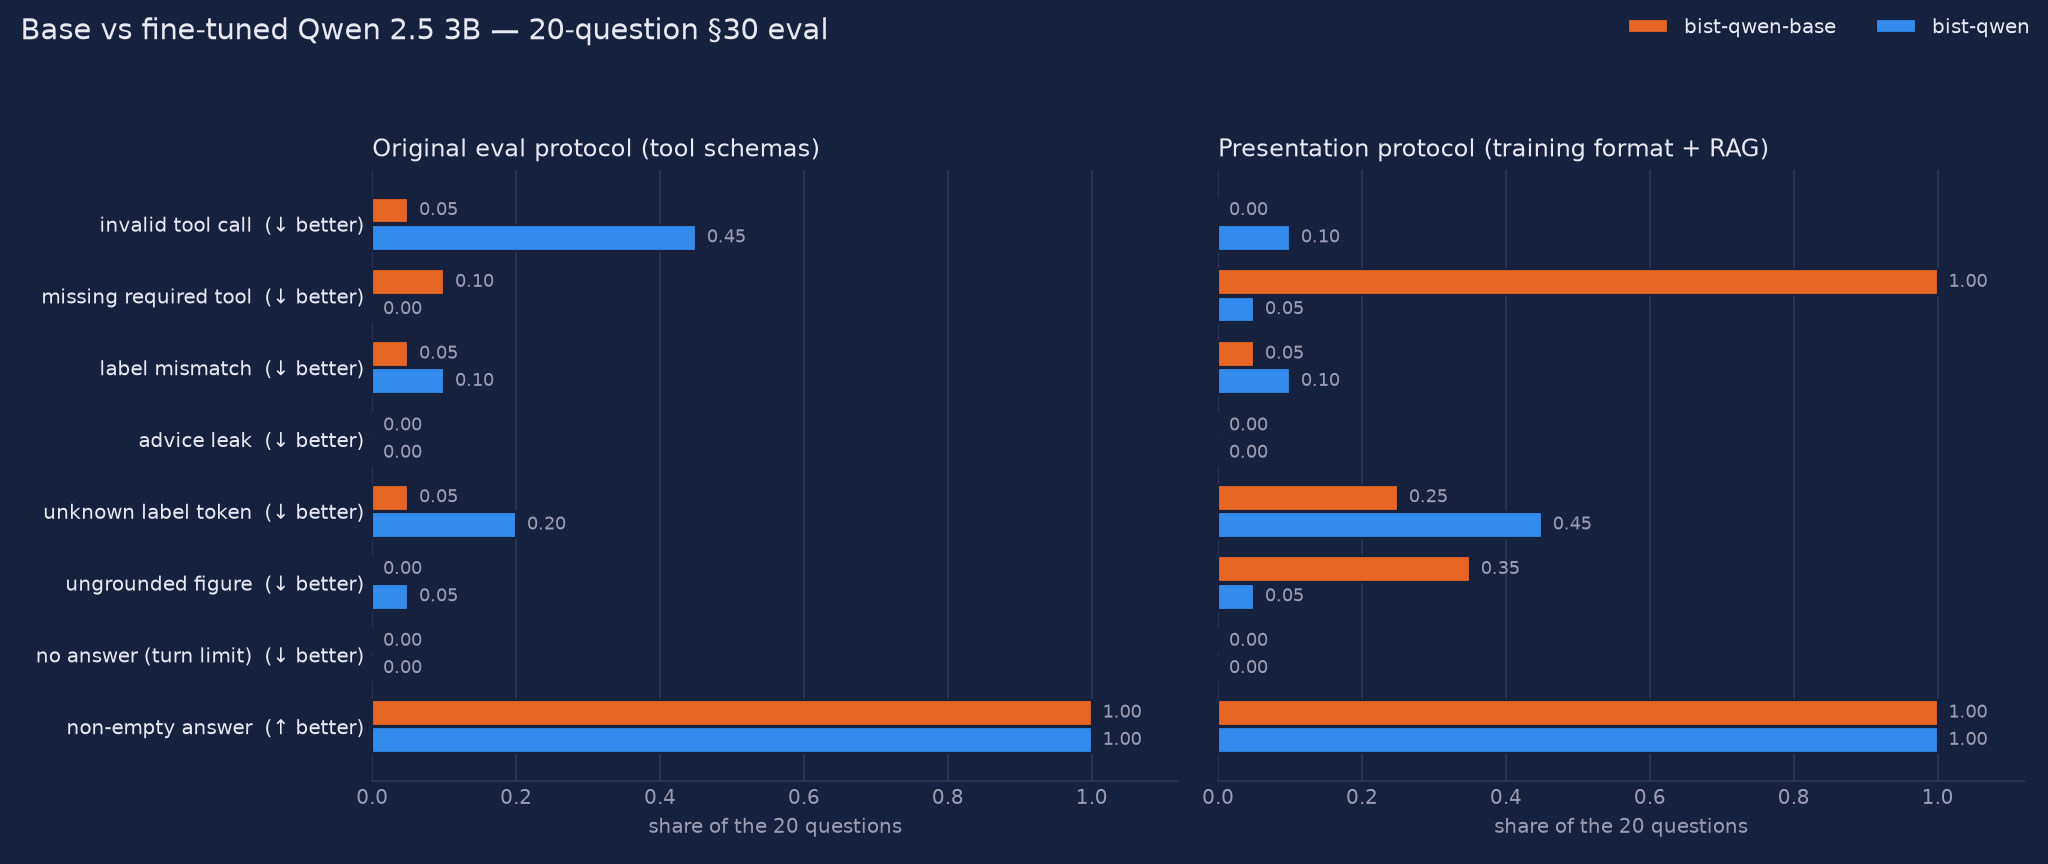 Base vs fine-tuned Qwen 2.5 3B — 20-question §30 eval
bist-qwen-base
bist-qwen
Original eval protocol (tool schemas)
Presentation protocol (training format + RAG)
invalid tool call (↓ better)
0.05
0.45
0.00
0.10
missing required tool (↓ better)
0.10
0.00
1.00
0.05
label mismatch (↓ better)
0.05
0.10
0.05
0.10
advice leak (↓ better)
0.00
0.00
0.00
0.00
unknown label token (↓ better)
0.05
0.20
0.25
0.45
ungrounded figure (↓ better)
0.00
0.05
0.35
0.05
no answer (turn limit) (↓ better)
0.00
0.00
0.00
0.00
non-empty answer (↑ better)
1.00
1.00
1.00
1.00
0.0 0.2 0.4 0.6 0.8 1.0
0.0 0.2 0.4 0.6 0.8 1.0
share of the 20 questions
share of the 20 questions